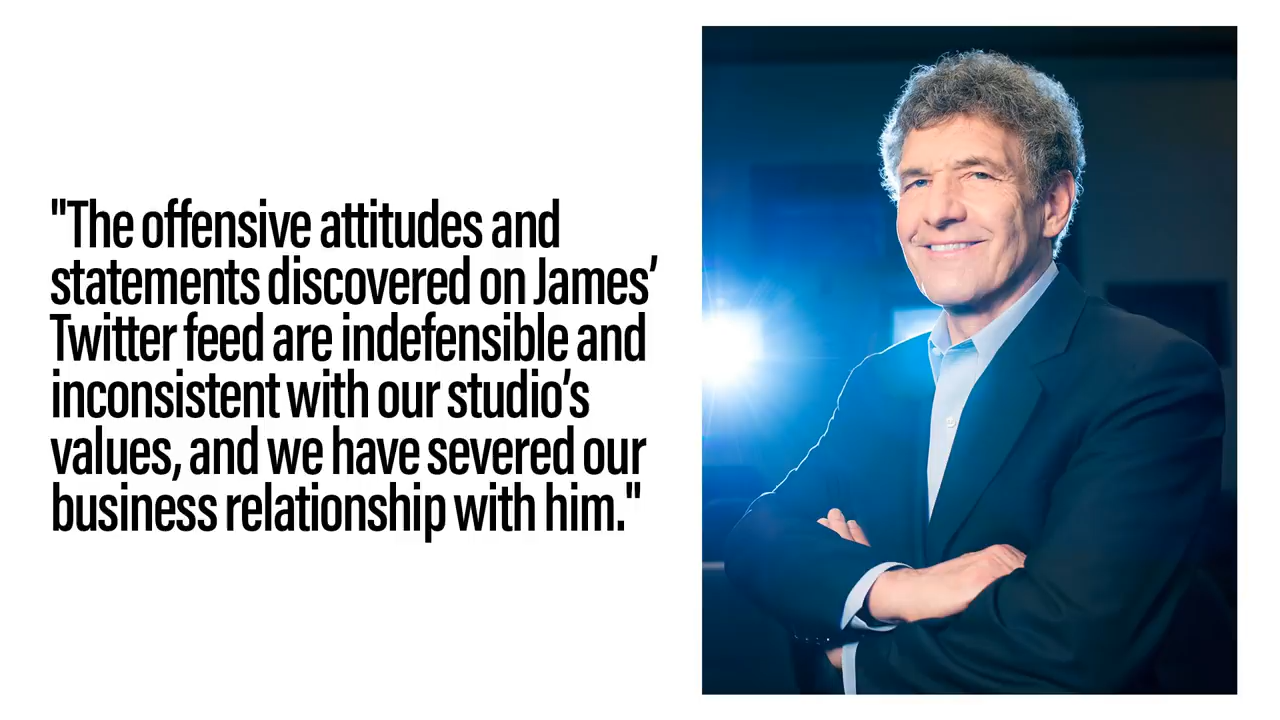 "The offensive attitudes and
statements discovered on James’
Twitter feed are indefensible and
inconsistent with our studio’s
values, and we have severed our
business relationship with him."